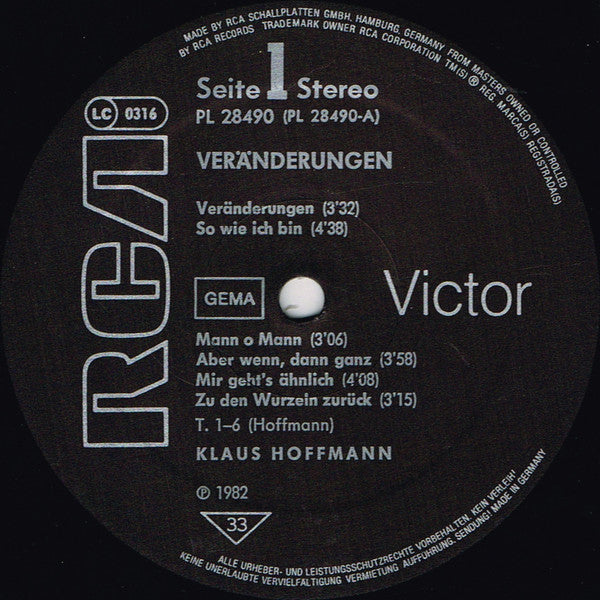 MADE BY RCA SCHALLPLATTEN GMBH, HAMBURG, GERMANY FROM MASTERS OWNED OR CONTROLLED
BY RCA RECORDS TRADEMARK OWNER RCA CORPORATION TM(S) ® REG. MARCA(S) REGISTRADA(S)
Seite 1 Stereo
LC 0316
PL 28490 (PL 28490-A)
RCA
VERÄNDERUNGEN
Veränderungen (3'32)
So wie ich bin (4'38)
GEMA
Victor
Mann o Mann (3'06)
Aber wenn, dann ganz (3'58)
Mir geht's ähnlich (4'08)
Zu den Wurzeln zurück (3'15)
T. 1–6 (Hoffmann)
KLAUS HOFFMANN
℗ 1982
33
ALLE URHEBER- UND LEISTUNGSSCHUTZRECHTE VORBEHALTEN. KEIN VERLEIH!
KEINE UNERLAUBTE VERVIELFÄLTIGUNG, VERMIETUNG, AUFFÜHRUNG, SENDUNG! MADE IN GERMANY